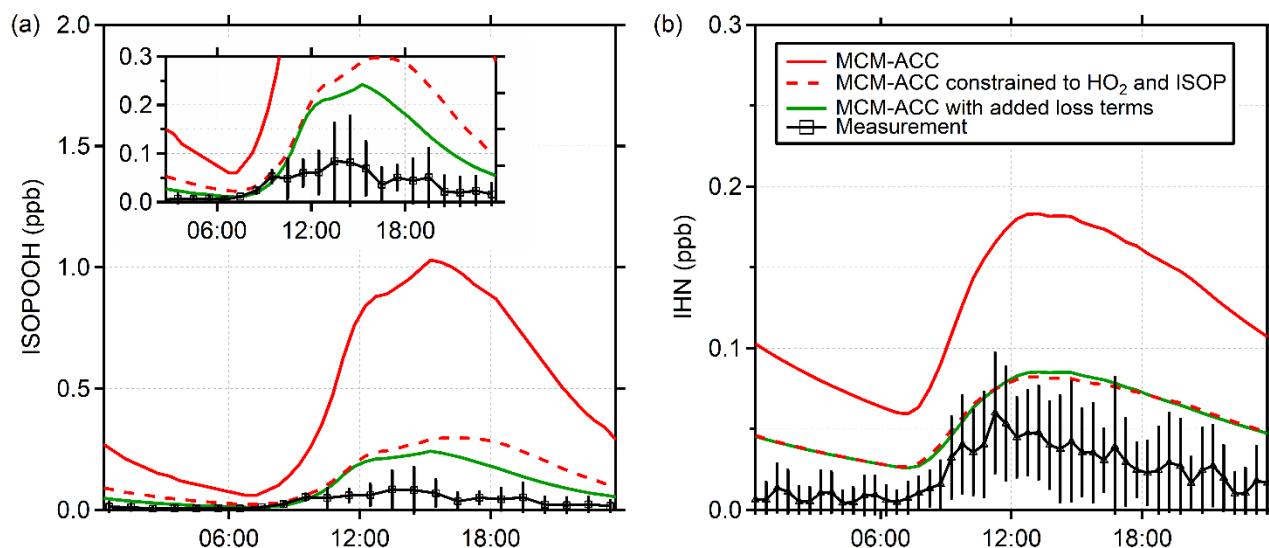 (a)
2.0
1.5
1.0
0.5
0.0
ISOPOOH (ppb)
0.3
0.2
0.1
0.0
06:00 12:00 18:00
06:00 12:00 18:00
(b)
0.3
0.2
0.1
0.0
IHN (ppb)
MCM-ACC
MCM-ACC constrained to HO₂ and ISOP
MCM-ACC with added loss terms
Measurement
06:00 12:00 18:00